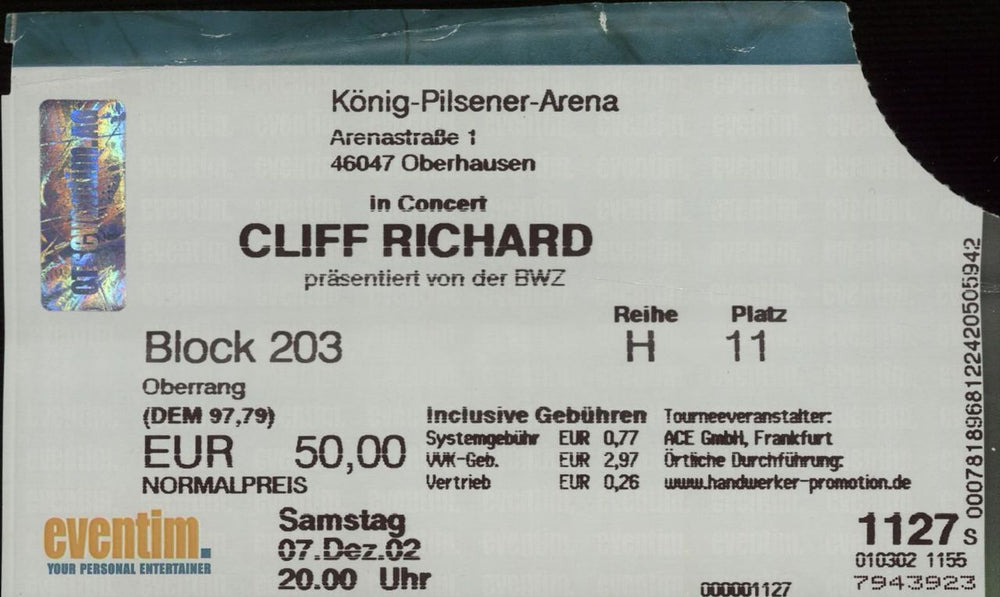 König-Pilsener-Arena
Arenastraße 1
46047 Oberhausen
in Concert
CLIFF RICHARD
präsentiert von der BWZ
Reihe Platz
Block 203 H 11
Oberrang
(DEM 97,79) Inclusive Gebühren Tourneeveranstalter:
EUR 50,00 Systemgebühr EUR 0,77 ACE GmbH, Frankfurt
VVK-Geb. EUR 2,97 Örtliche Durchführung:
NORMALPREIS Vertrieb EUR 0,26 www.handwerker-promotion.de
eventim.
YOUR PERSONAL ENTERTAINER
Samstag
07.Dez.02
20.00 Uhr
000001127
1127 S
010302 1155
7943923
0007818968122420505942